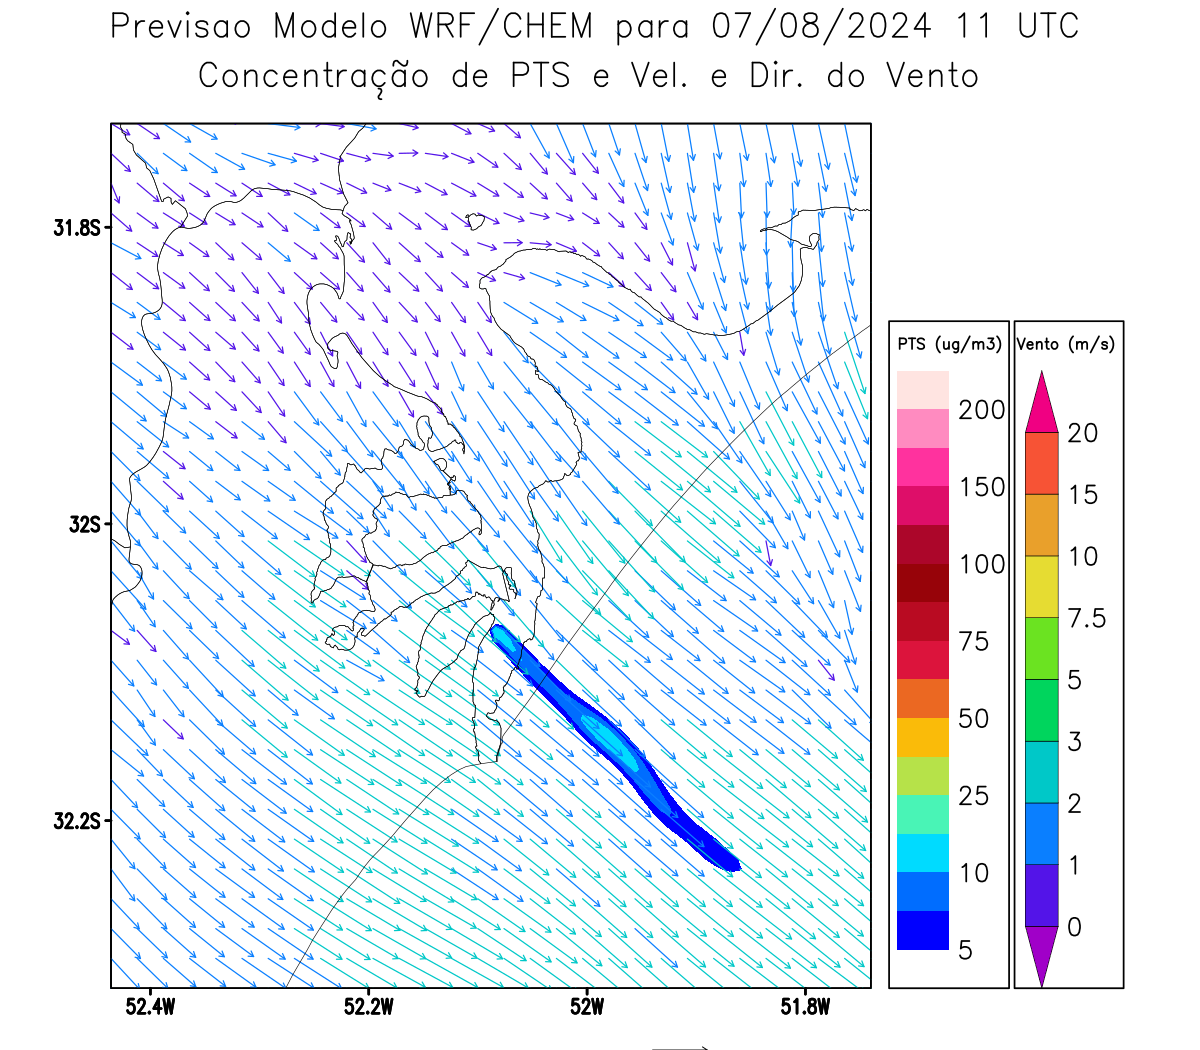 Previsao Modelo WRF/CHEM para 07/08/2024 11 UTC
Concentração de PTS e Vel. e Dir. do Vento
31.8S
32S
32.2S
52.4W 52.2W 52W 51.8W
PTS (ug/m3)
200
150
100
75
50
25
10
5
Vento (m/s)
20
15
10
7.5
5
3
2
1
0